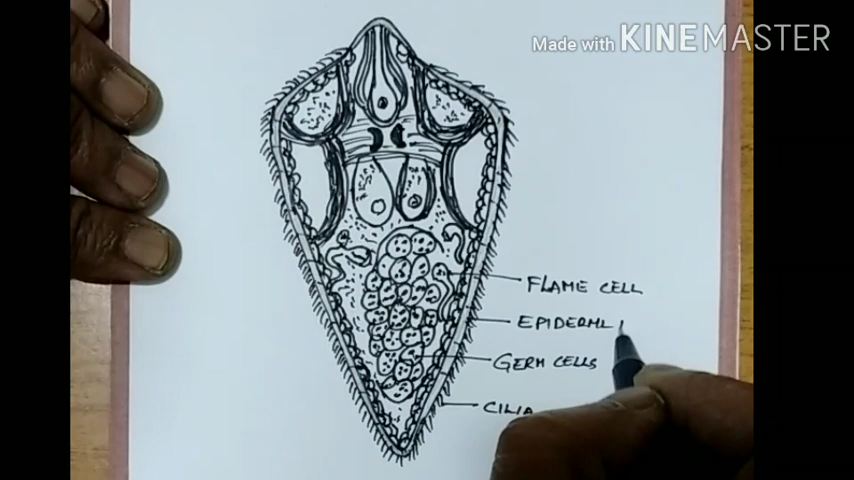 Made with KINEMASTER
FLAME CELL
EPIDERML
GERM CELLS
CILIA